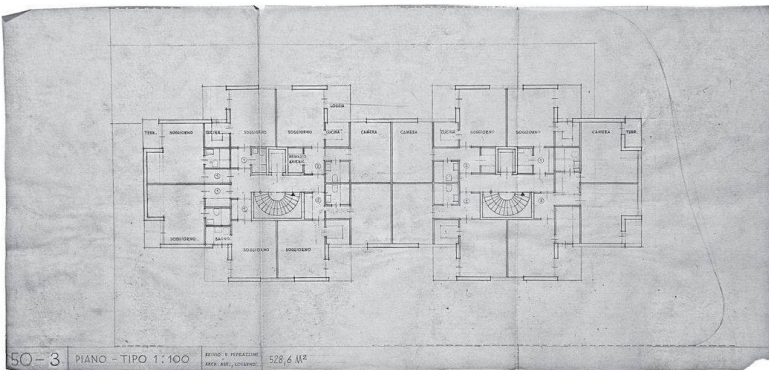 LOGGIA
TERR. SOGGIORNO CUCINA SOGGIORNO SOGGIORNO CUCINA CAMERA CAMERA CUCINA SOGGIORNO SOGGIORNO CAMERA TERR.
SOGGIORNO BAGNO SOGGIORNO SOGGIORNO
50-3 PIANO - TIPO 1:100 528,6 M²